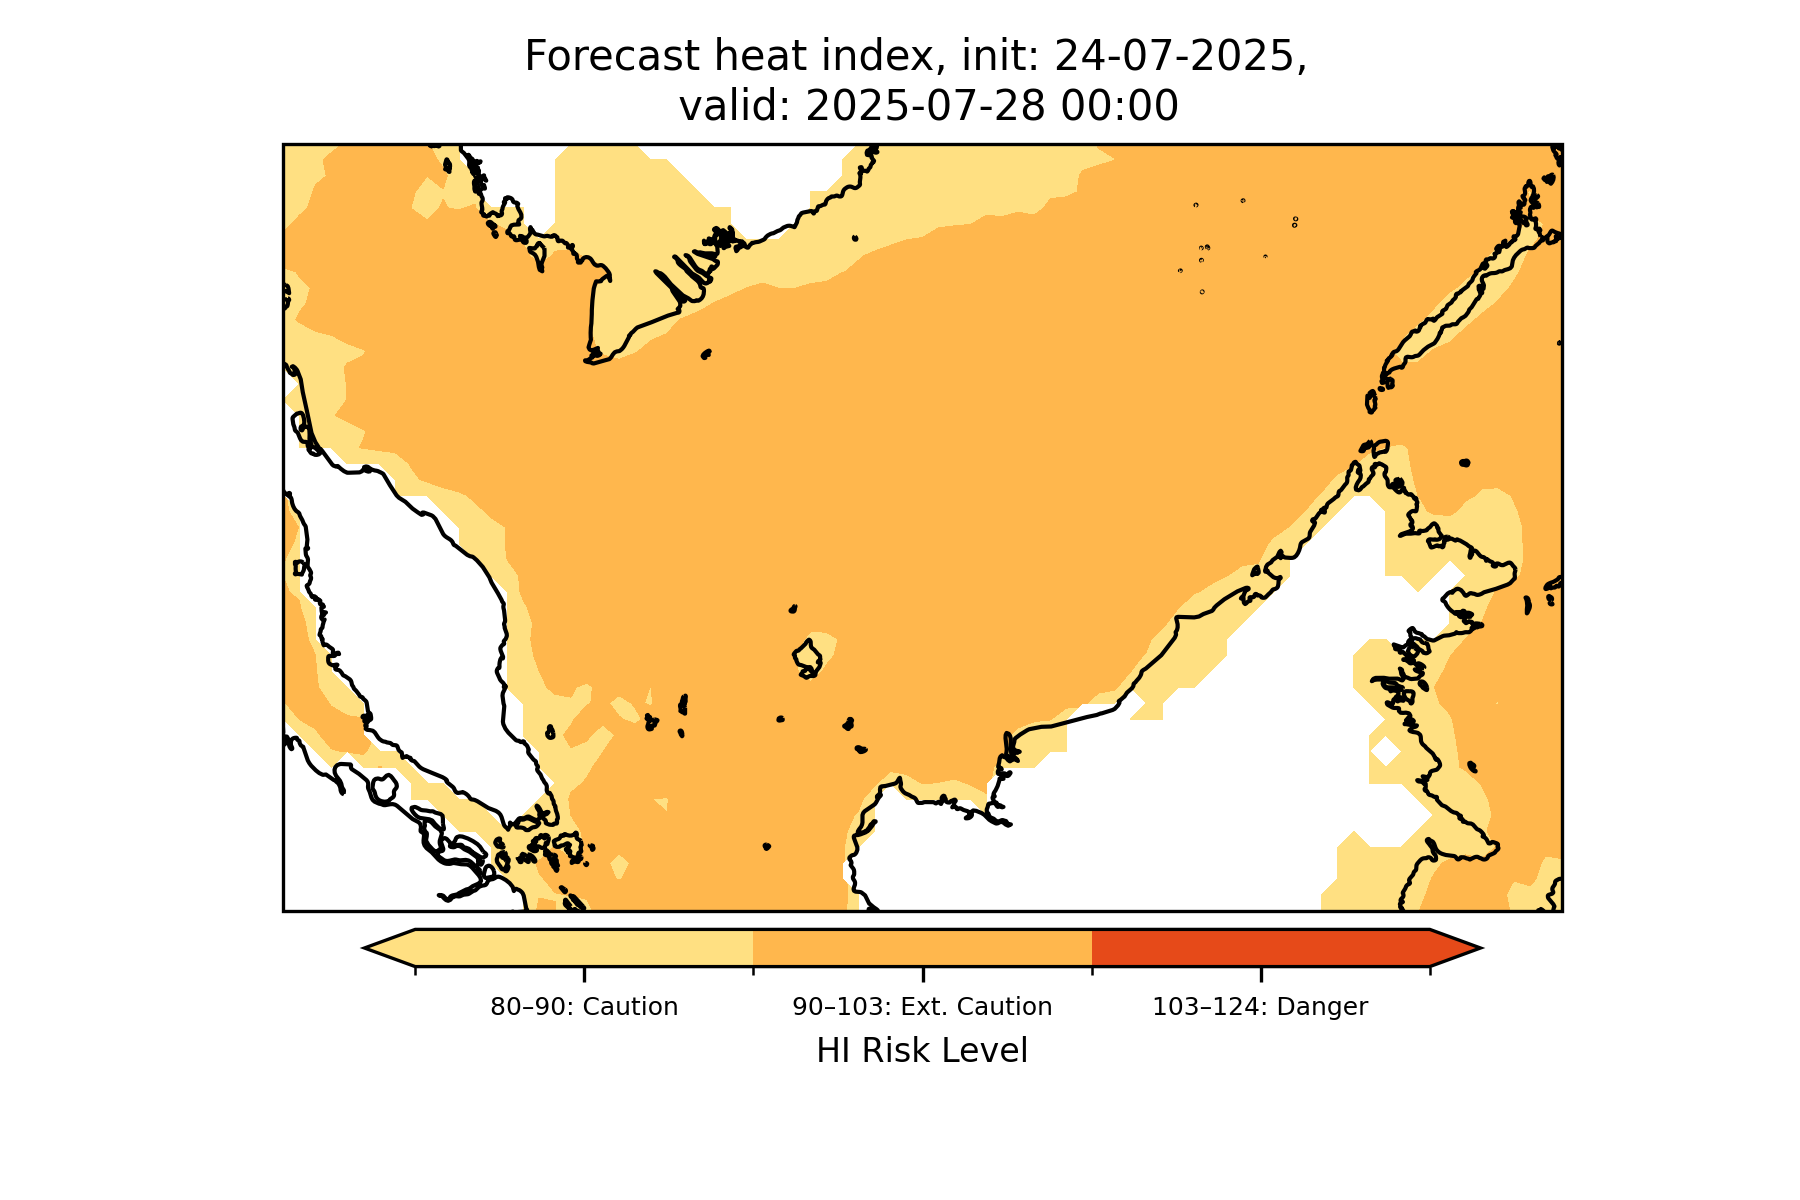 Forecast heat index, init: 24-07-2025,
valid: 2025-07-28 00:00
80–90: Caution
90–103: Ext. Caution
103–124: Danger
HI Risk Level